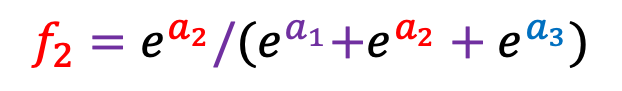 f₂ = e^{a₂}/(e^{a₁}+e^{a₂} + e^{a₃})